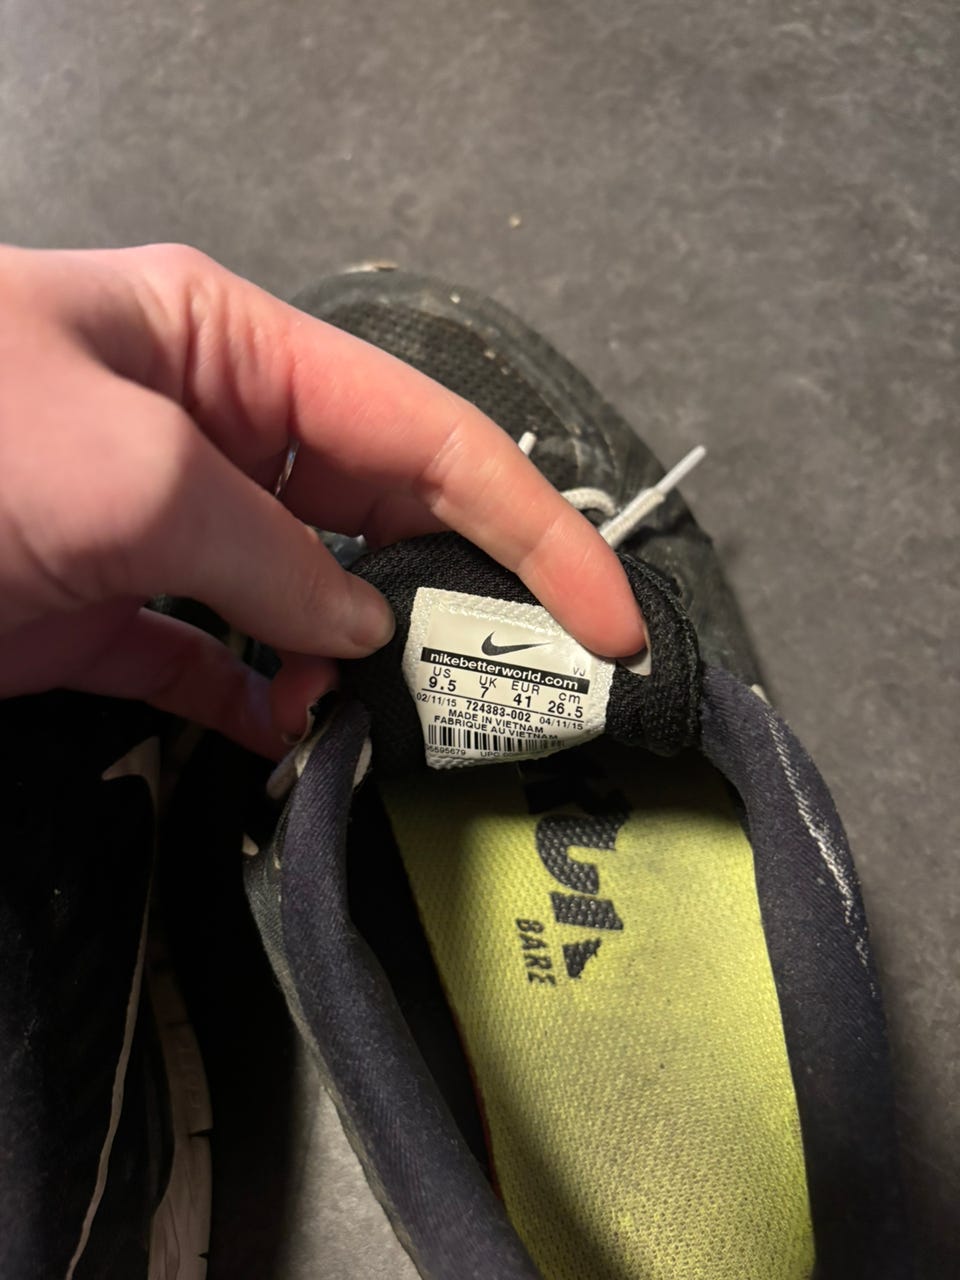 nikebetterworld.com
VJ
US UK EUR cm
9.5 7 41 26.5
02/11/15 724383-002 04/11/15
MADE IN VIETNAM
FABRIQUE AU VIETNAM
BARE